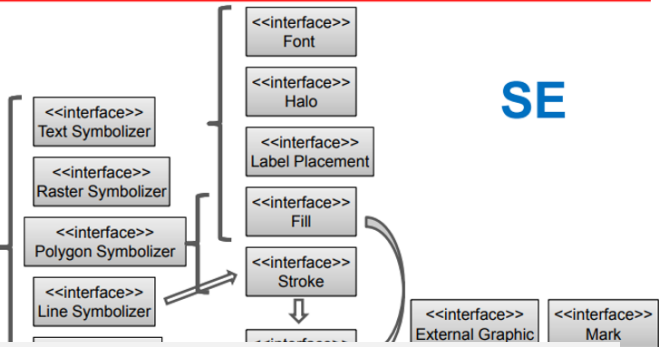 <<interface>>
Font
<<interface>>
Halo
SE
<<interface>>
Text Symbolizer
<<interface>>
Label Placement
<<interface>>
Raster Symbolizer
<<interface>>
Fill
<<interface>>
Polygon Symbolizer
<<interface>>
Stroke
<<interface>>
Line Symbolizer
<<interface>>
External Graphic
<<interface>>
Mark